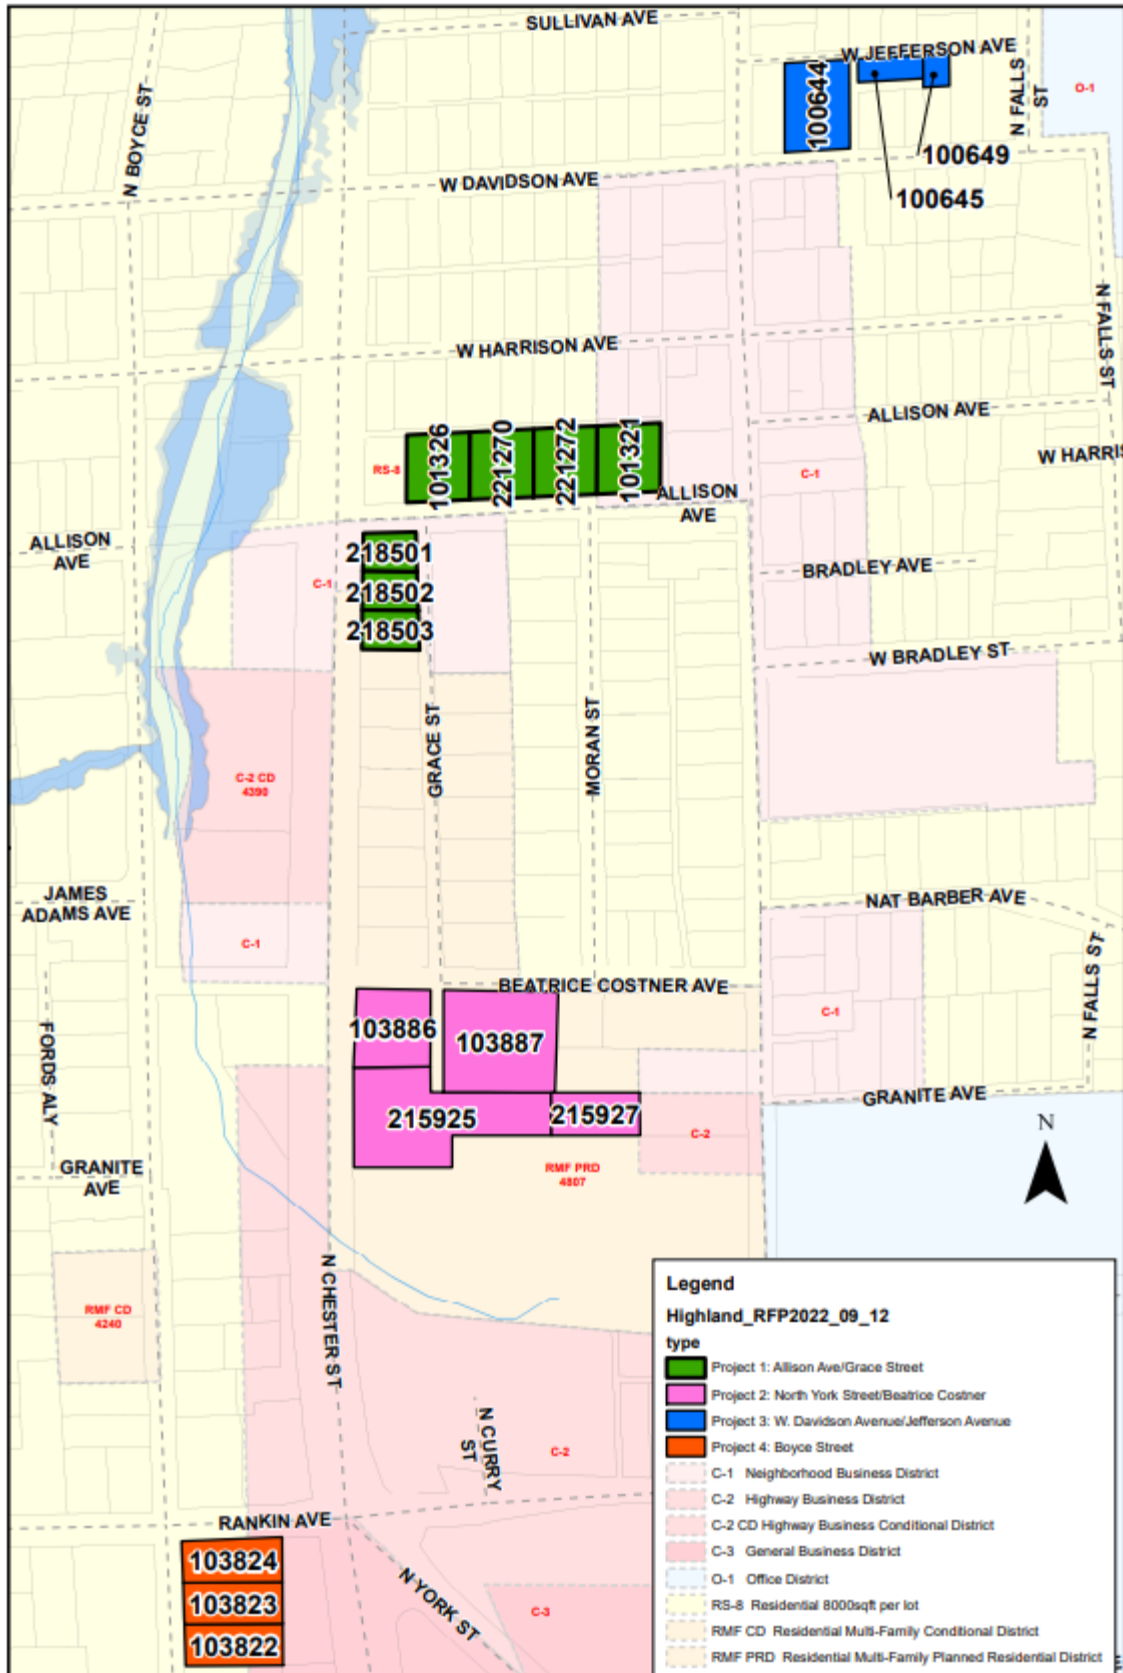 SULLIVAN AVE
W JEFFERSON AVE
N BOYCE ST
100644
N FALLS
ST
O-1
100649
W DAVIDSON AVE
100645
N FALLS ST
W HARRISON AVE
ALLISON AVE
W HARRIS
RS-8
101326
221270
221272
101321
C-1
ALLISON
AVE
ALLISON
AVE
218501
C-1
218502
BRADLEY AVE
218503
W BRADLEY ST
GRACE ST
MORAN ST
C-2 CD
4390
JAMES
ADAMS AVE
NAT BARBER AVE
C-1
N FALLS ST
BEATRICE COSTNER AVE
FORDS ALY
103886
103887
C-1
GRANITE AVE
215925
215927
C-2
N
GRANITE
AVE
RMF PRD
4807
N CHESTER ST
RMF CD
4240
N CURRY
ST
C-2
RANKIN AVE
103824
103823
103822
N YORK ST
C-3
Legend
Highland_RFP2022_09_12
type
Project 1: Allison Ave/Grace Street
Project 2: North York Street/Beatrice Costner
Project 3: W. Davidson Avenue/Jefferson Avenue
Project 4: Boyce Street
C-1 Neighborhood Business District
C-2 Highway Business District
C-2 CD Highway Business Conditional District
C-3 General Business District
O-1 Office District
RS-8 Residential 8000sqft per lot
RMF CD Residential Multi-Family Conditional District
RMF PRD Residential Multi-Family Planned Residential District